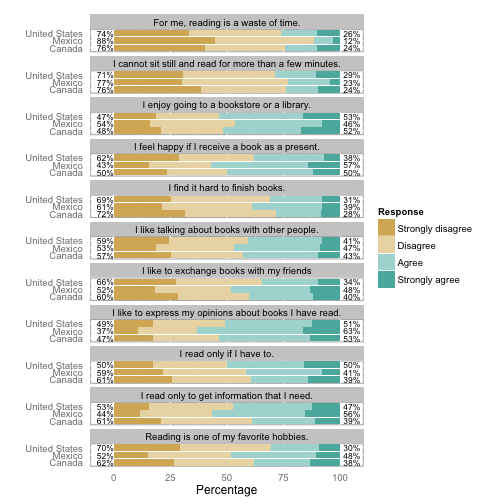 For me, reading is a waste of time.
United States 74% 26%
Mexico 88% 12%
Canada 76% 24%
I cannot sit still and read for more than a few minutes.
United States 71% 29%
Mexico 77% 23%
Canada 76% 24%
I enjoy going to a bookstore or a library.
United States 47% 53%
Mexico 54% 46%
Canada 48% 52%
I feel happy if I receive a book as a present.
United States 62% 38%
Mexico 43% 57%
Canada 50% 50%
I find it hard to finish books.
United States 69% 31%
Mexico 61% 39%
Canada 72% 28%
I like talking about books with other people.
United States 59% 41%
Mexico 53% 47%
Canada 57% 43%
I like to exchange books with my friends
United States 66% 34%
Mexico 52% 48%
Canada 60% 40%
I like to express my opinions about books I have read.
United States 49% 51%
Mexico 37% 63%
Canada 47% 53%
I read only if I have to.
United States 50% 50%
Mexico 59% 41%
Canada 61% 39%
I read only to get information that I need.
United States 53% 47%
Mexico 44% 56%
Canada 61% 39%
Reading is one of my favorite hobbies.
United States 70% 30%
Mexico 52% 48%
Canada 62% 38%
0 25 50 75 100
Percentage
Response
Strongly disagree
Disagree
Agree
Strongly agree